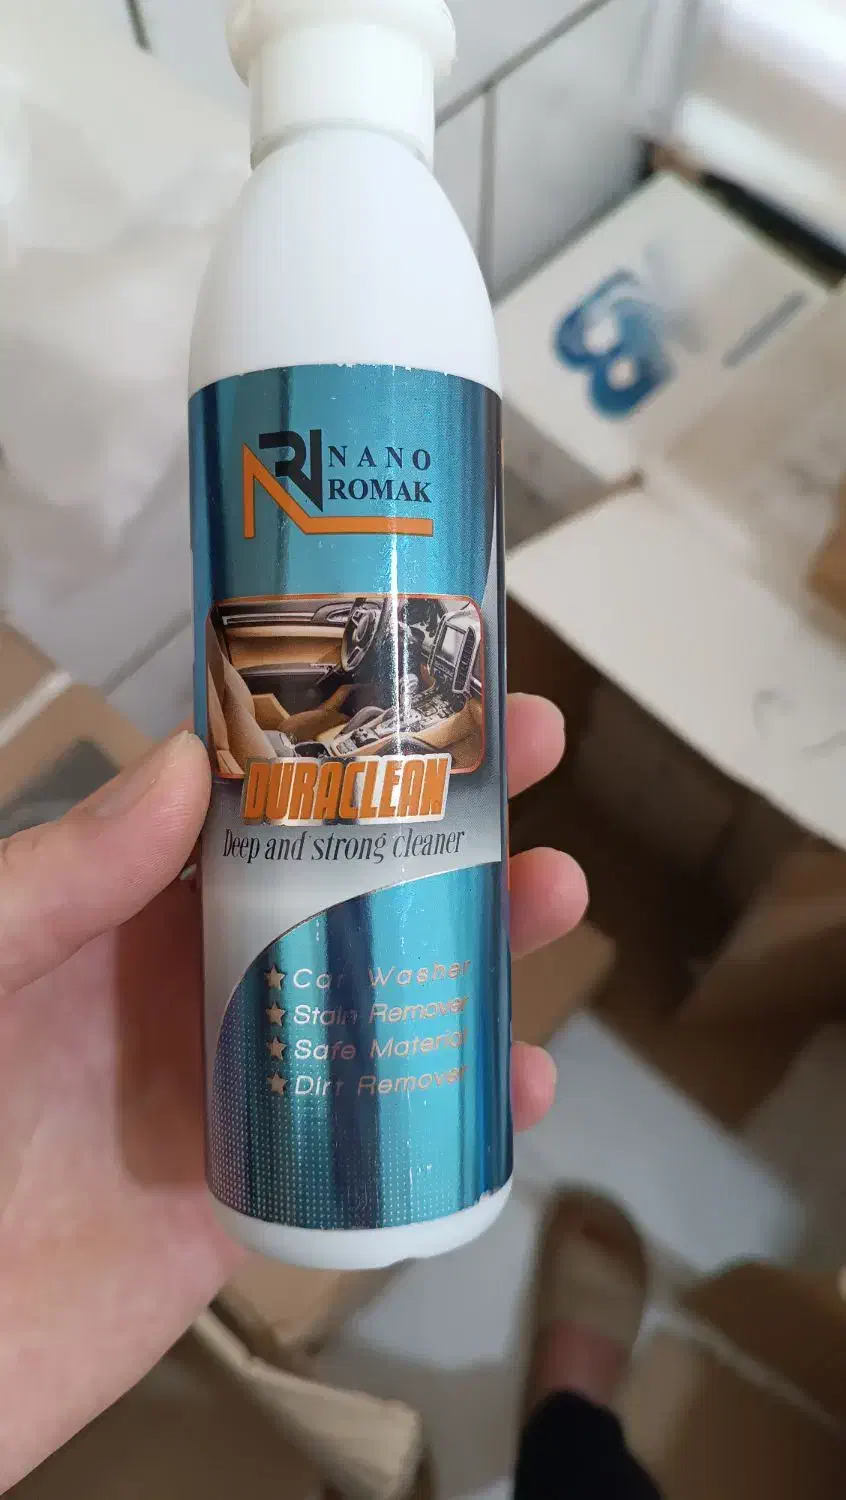 NANO
ROMAK
DURACLEAN
Deep and strong cleaner
Car Washer
Stain Remover
Safe Material
Dirt Remover